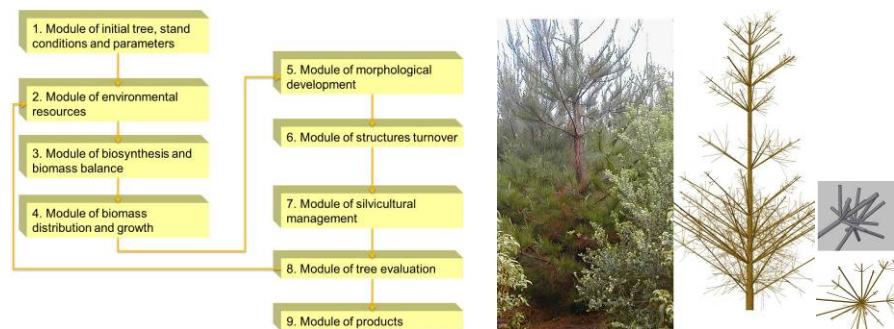 1. Module of initial tree, stand
conditions and parameters
2. Module of environmental
resources
3. Module of biosynthesis and
biomass balance
4. Module of biomass
distribution and growth
5. Module of morphological
development
6. Module of structures turnover
7. Module of silvicultural
management
8. Module of tree evaluation
9. Module of products